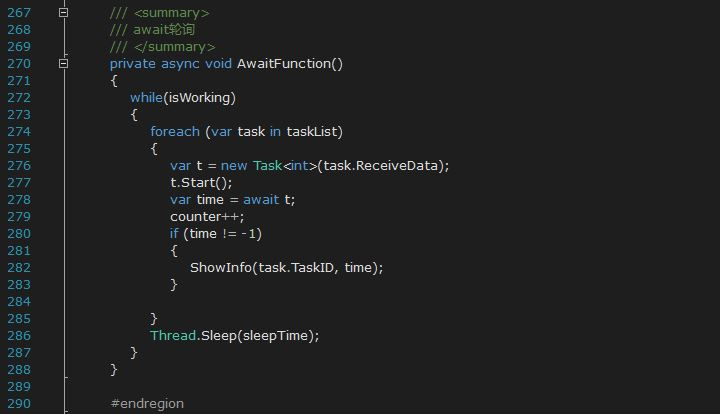 267 /// <summary>
268 /// await轮询
269 /// </summary>
270 private async void AwaitFunction()
271 {
272 while(isWorking)
273 {
274 foreach (var task in taskList)
275 {
276 var t = new Task<int>(task.ReceiveData);
277 t.Start();
278 var time = await t;
279 counter++;
280 if (time != -1)
281 {
282 ShowInfo(task.TaskID, time);
283 }
284
285 }
286 Thread.Sleep(sleepTime);
287 }
288 }
289
290 #endregion